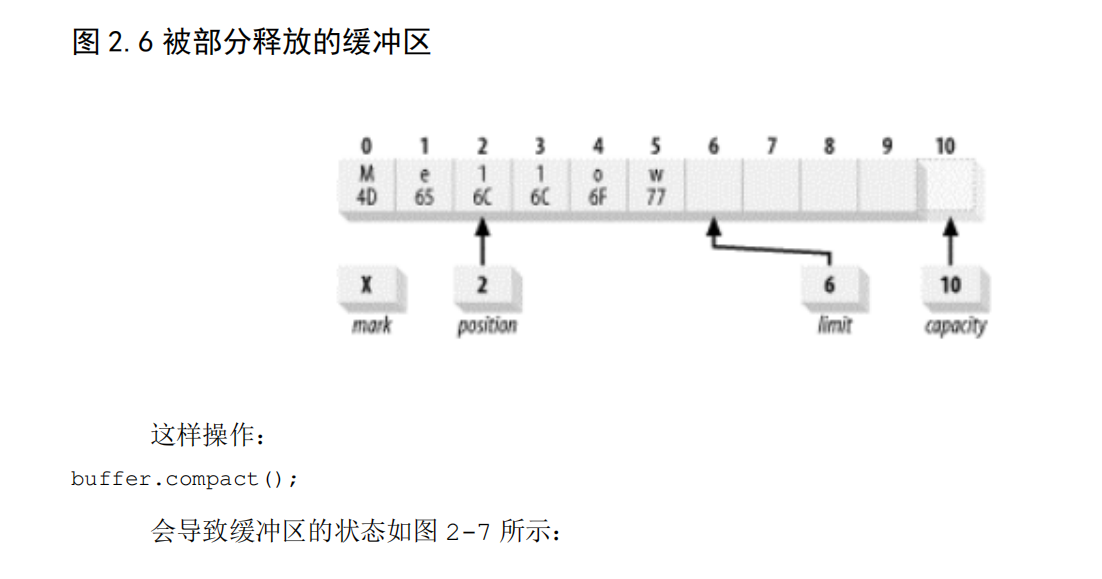 图 2.6 被部分释放的缓冲区
0 1 2 3 4 5 6 7 8 9 10
M e l l o w
4D 65 6C 6C 6F 77
X 2 6 10
mark position limit capacity
这样操作：
buffer.compact();
会导致缓冲区的状态如图 2-7 所示：